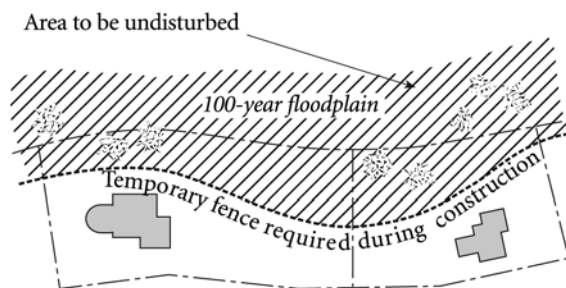 Area to be undisturbed
100-year floodplain
Temporary fence required during construction